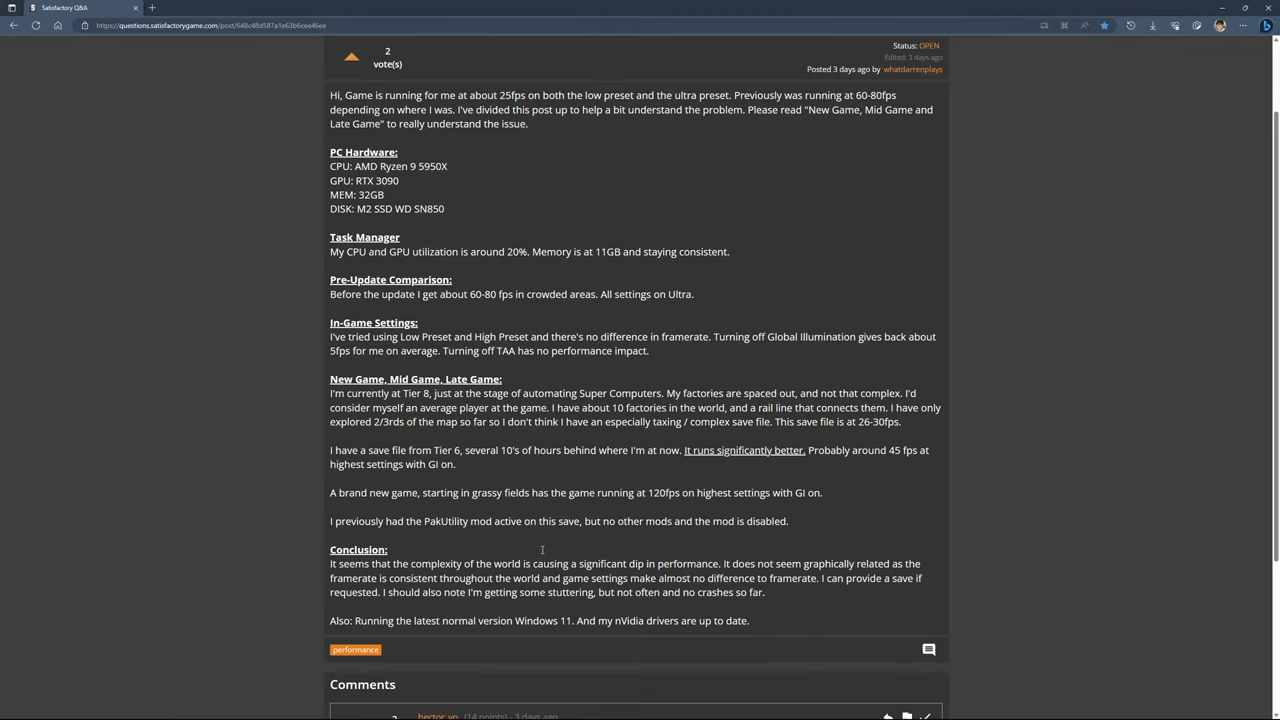 Satisfactory Q&A
https://questions.satisfactorygame.com/post/648c48d587a1e63b6cee46ee
2
vote(s)
Status: OPEN
Edited: 3 days ago
Posted 3 days ago by whatdarrenplays
Hi, Game is running for me at about 25fps on both the low preset and the ultra preset. Previously was running at 60-80fps
depending on where I was. I've divided this post up to help a bit understand the problem. Please read "New Game, Mid Game and
Late Game" to really understand the issue.
PC Hardware:
CPU: AMD Ryzen 9 5950X
GPU: RTX 3090
MEM: 32GB
DISK: M2 SSD WD SN850
Task Manager
My CPU and GPU utilization is around 20%. Memory is at 11GB and staying consistent.
Pre-Update Comparison:
Before the update I get about 60-80 fps in crowded areas. All settings on Ultra.
In-Game Settings:
I've tried using Low Preset and High Preset and there's no difference in framerate. Turning off Global Illumination gives back about
5fps for me on average. Turning off TAA has no performance impact.
New Game, Mid Game, Late Game:
I'm currently at Tier 8, just at the stage of automating Super Computers. My factories are spaced out, and not that complex. I'd
consider myself an average player at the game. I have about 10 factories in the world, and a rail line that connects them. I have only
explored 2/3rds of the map so far so I don't think I have an especially taxing / complex save file. This save file is at 26-30fps.
I have a save file from Tier 6, several 10's of hours behind where I'm at now. It runs significantly better. Probably around 45 fps at
highest settings with GI on.
A brand new game, starting in grassy fields has the game running at 120fps on highest settings with GI on.
I previously had the PakUtility mod active on this save, but no other mods and the mod is disabled.
Conclusion:
It seems that the complexity of the world is causing a significant dip in performance. It does not seem graphically related as the
framerate is consistent throughout the world and game settings make almost no difference to framerate. I can provide a save if
requested. I should also note I'm getting some stuttering, but not often and no crashes so far.
Also: Running the latest normal version Windows 11. And my nVidia drivers are up to date.
performance
Comments
2 hector_vo (14 points) - 3 days ago